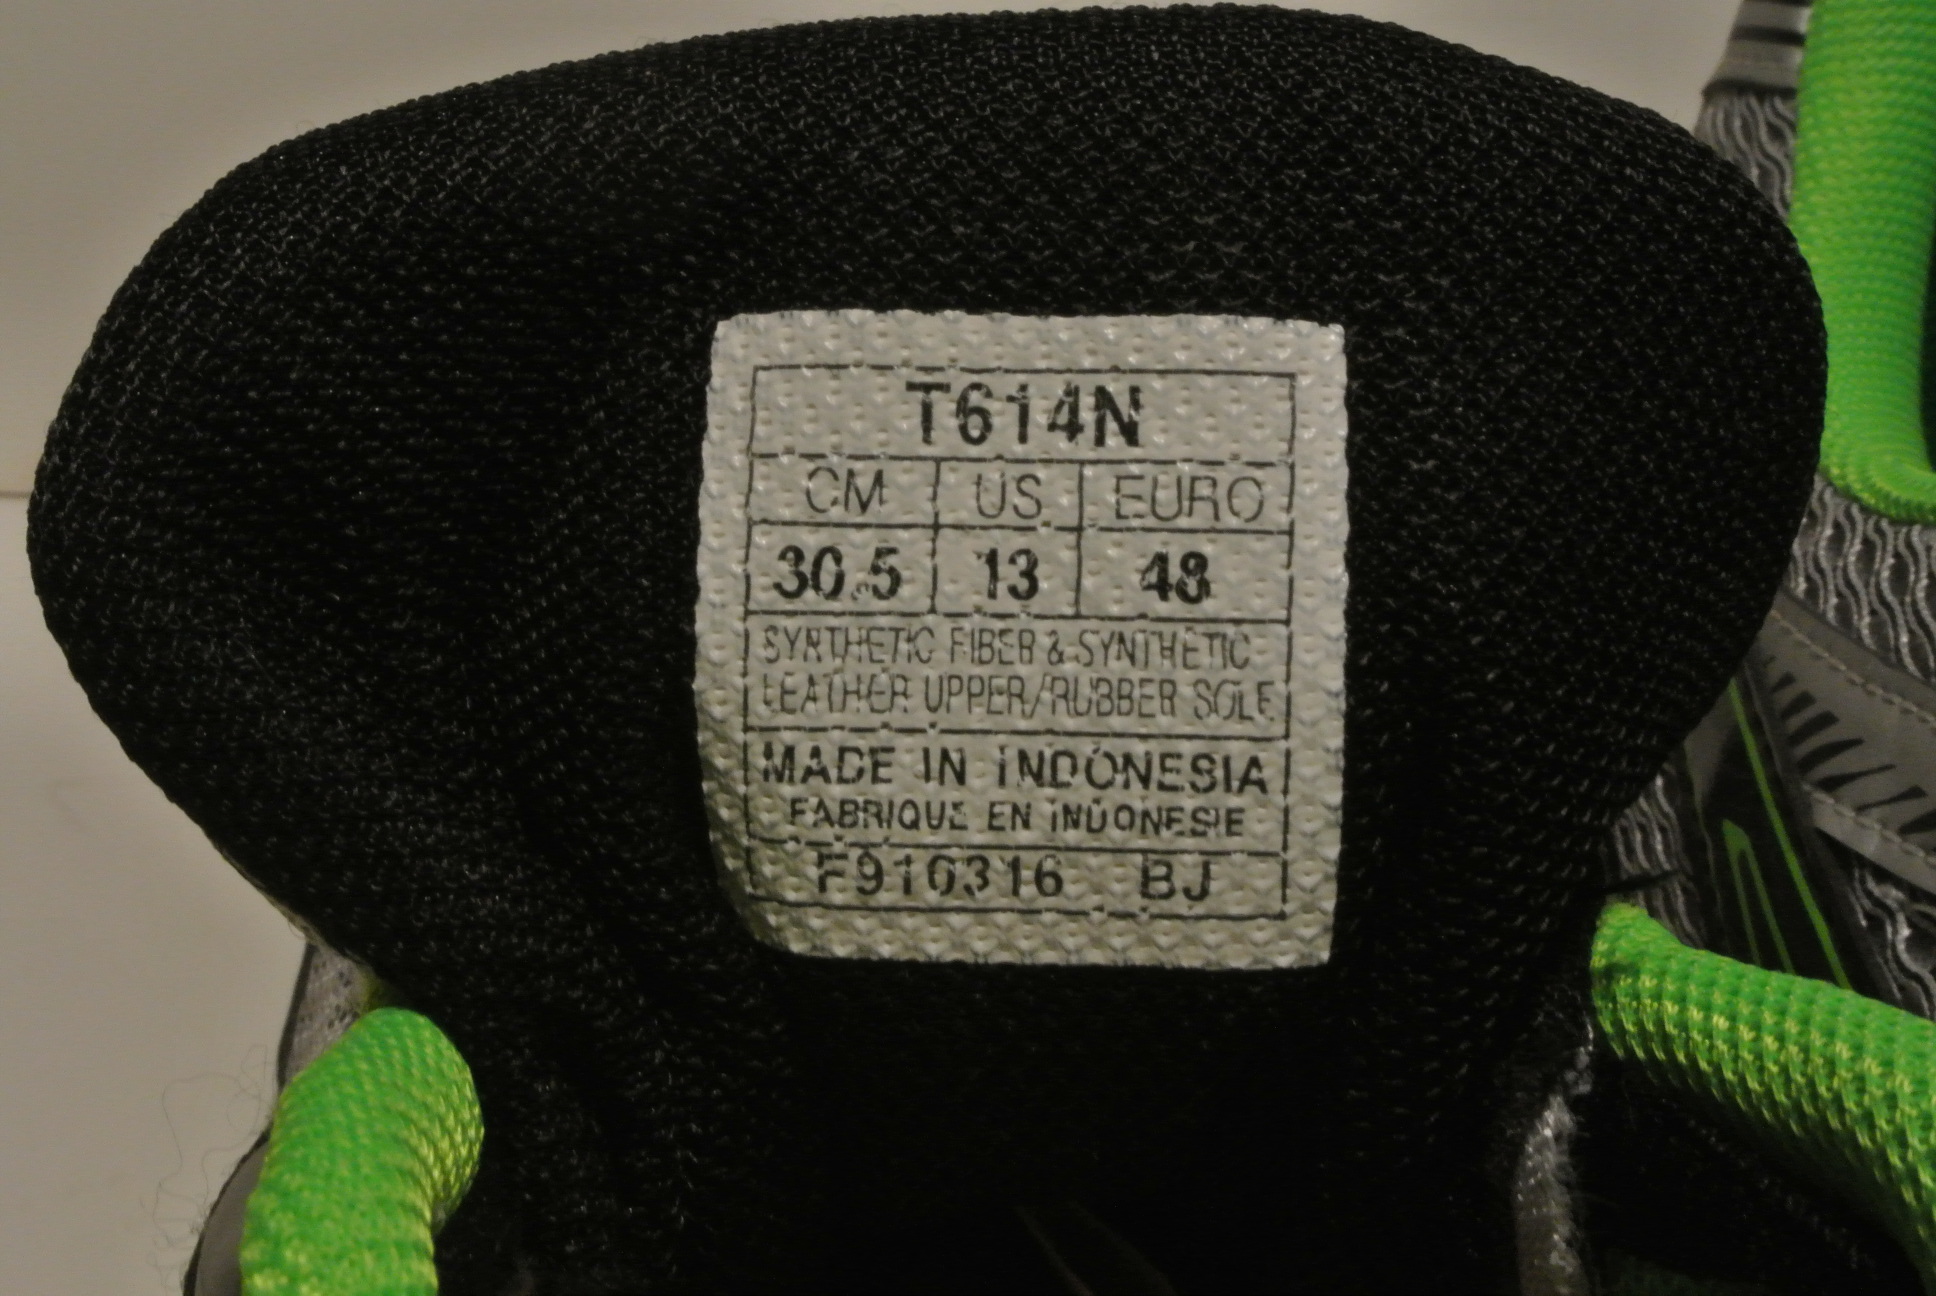 T614N
CM US EURO
30.5 13 48
SYNTHETIC FIBER & SYNTHETIC
LEATHER UPPER/RUBBER SOLE
MADE IN INDONESIA
FABRIQUE EN INDONESIE
F910316 BJ